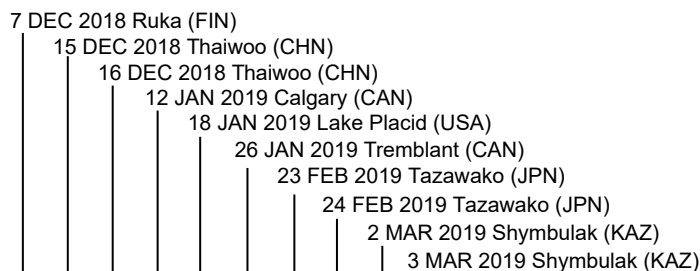 7 DEC 2018 Ruka (FIN)
15 DEC 2018 Thaiwoo (CHN)
16 DEC 2018 Thaiwoo (CHN)
12 JAN 2019 Calgary (CAN)
18 JAN 2019 Lake Placid (USA)
26 JAN 2019 Tremblant (CAN)
23 FEB 2019 Tazawako (JPN)
24 FEB 2019 Tazawako (JPN)
2 MAR 2019 Shymbulak (KAZ)
3 MAR 2019 Shymbulak (KAZ)